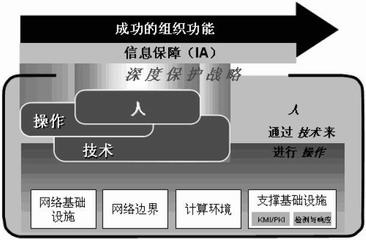 成功的组织功能
信息保障（IA）
深度保护战略
人
操作
技术
人
通过 技术来
进行 操作
网络基础
设施
网络边界
计算环境
支撑基础设施
KMI/PKI
检测与响应